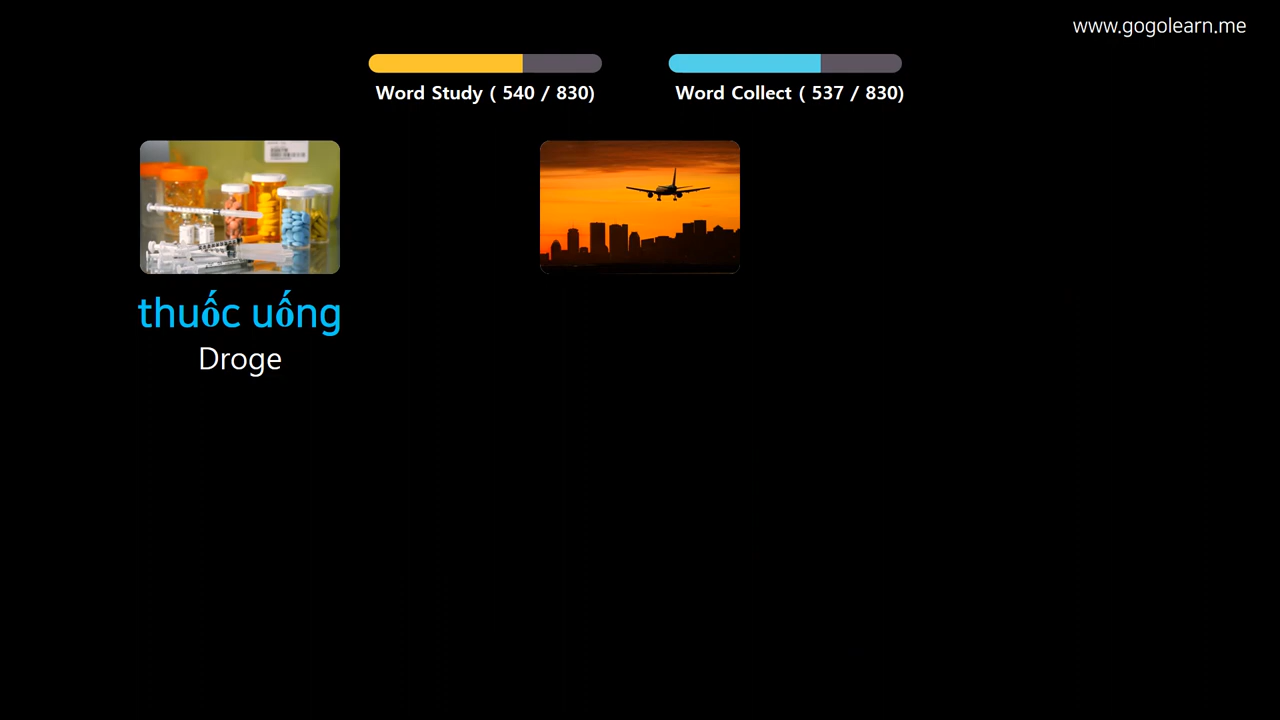 www.gogolearn.me
Word Study ( 540 / 830)
Word Collect ( 537 / 830)
thuốc uống
Droge